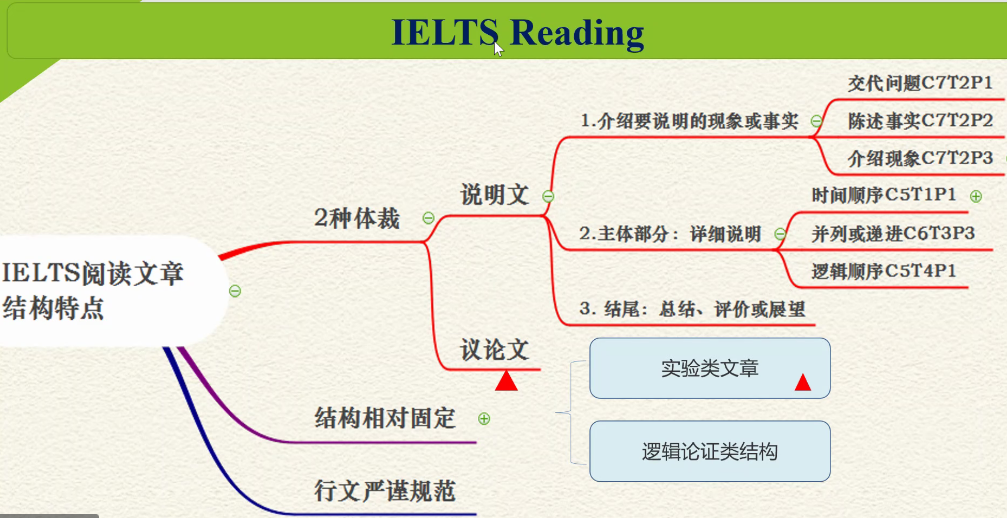 IELTS Reading
IELTS阅读文章
结构特点
2种体裁
说明文
1.介绍要说明的现象或事实
交代问题C7T2P1
陈述事实C7T2P2
介绍现象C7T2P3
2.主体部分：详细说明
时间顺序C5T1P1
并列或递进C6T3P3
逻辑顺序C5T4P1
3. 结尾：总结、评价或展望
议论文
实验类文章
逻辑论证类结构
结构相对固定
行文严谨规范